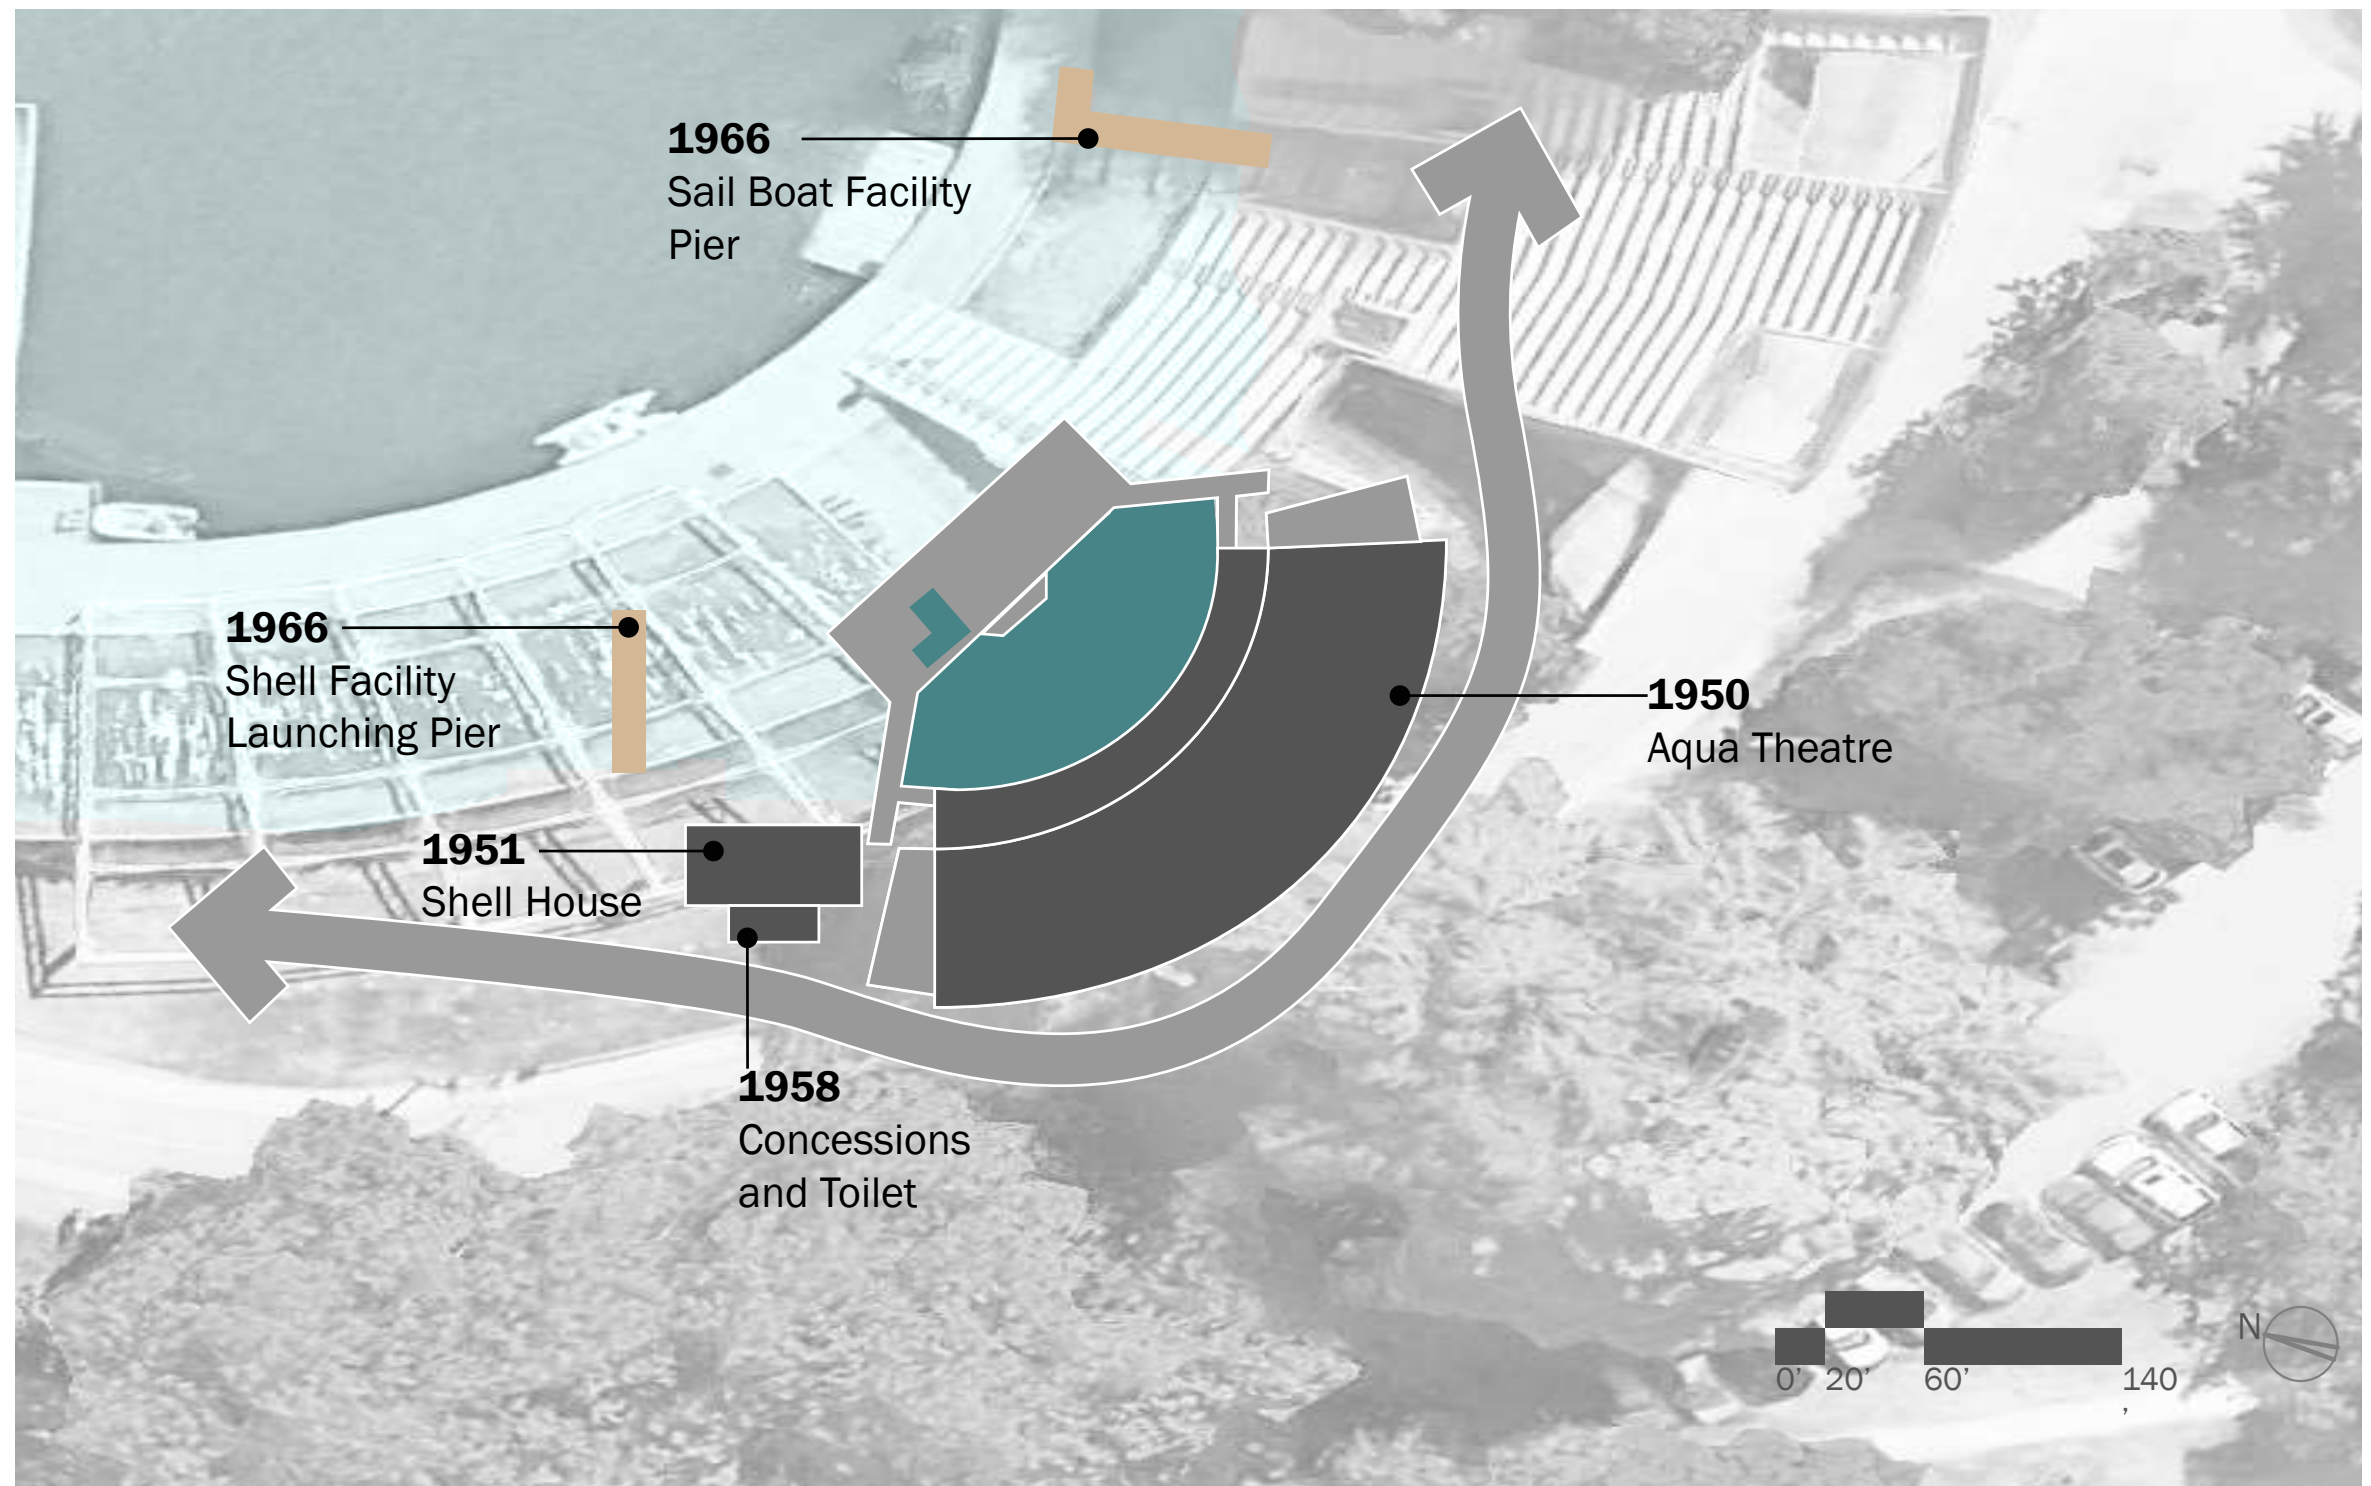 1966
Sail Boat Facility
Pier
1966
Shell Facility
Launching Pier
1950
Aqua Theatre
1951
Shell House
1958
Concessions
and Toilet
N
0’ 20’ 60’ 140
’